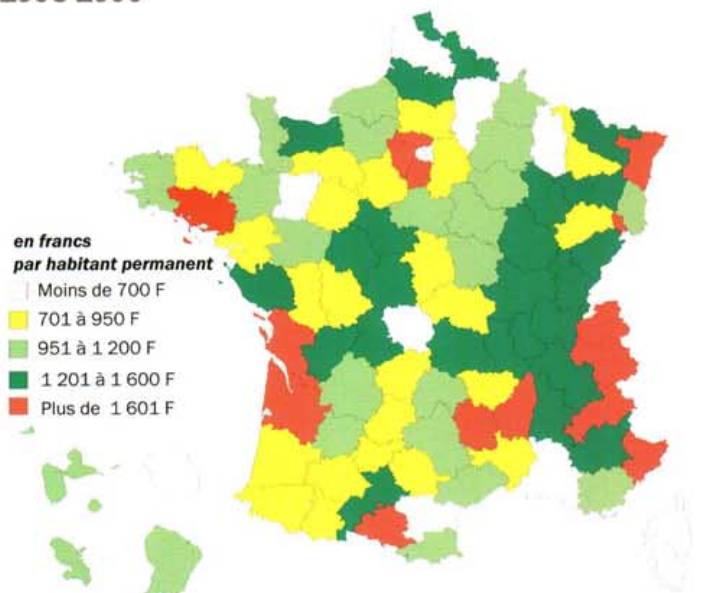 en francs
par habitant permanent
Moins de 700 F
701 à 950 F
951 à 1 200 F
1 201 à 1 600 F
Plus de 1 601 F